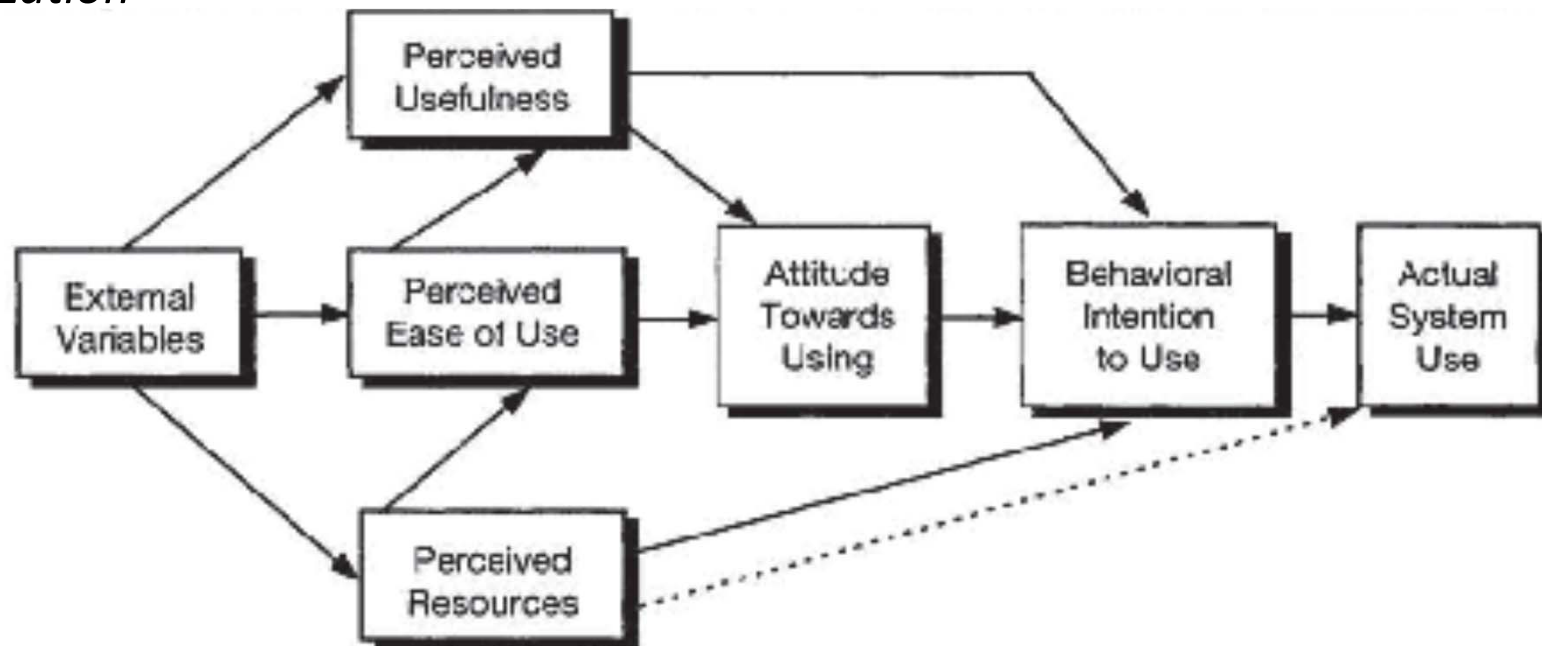 Perceived
Usefulness
External
Variables
Perceived
Ease of Use
Attitude
Towards
Using
Behavioral
Intention
to Use
Actual
System
Use
Perceived
Resources